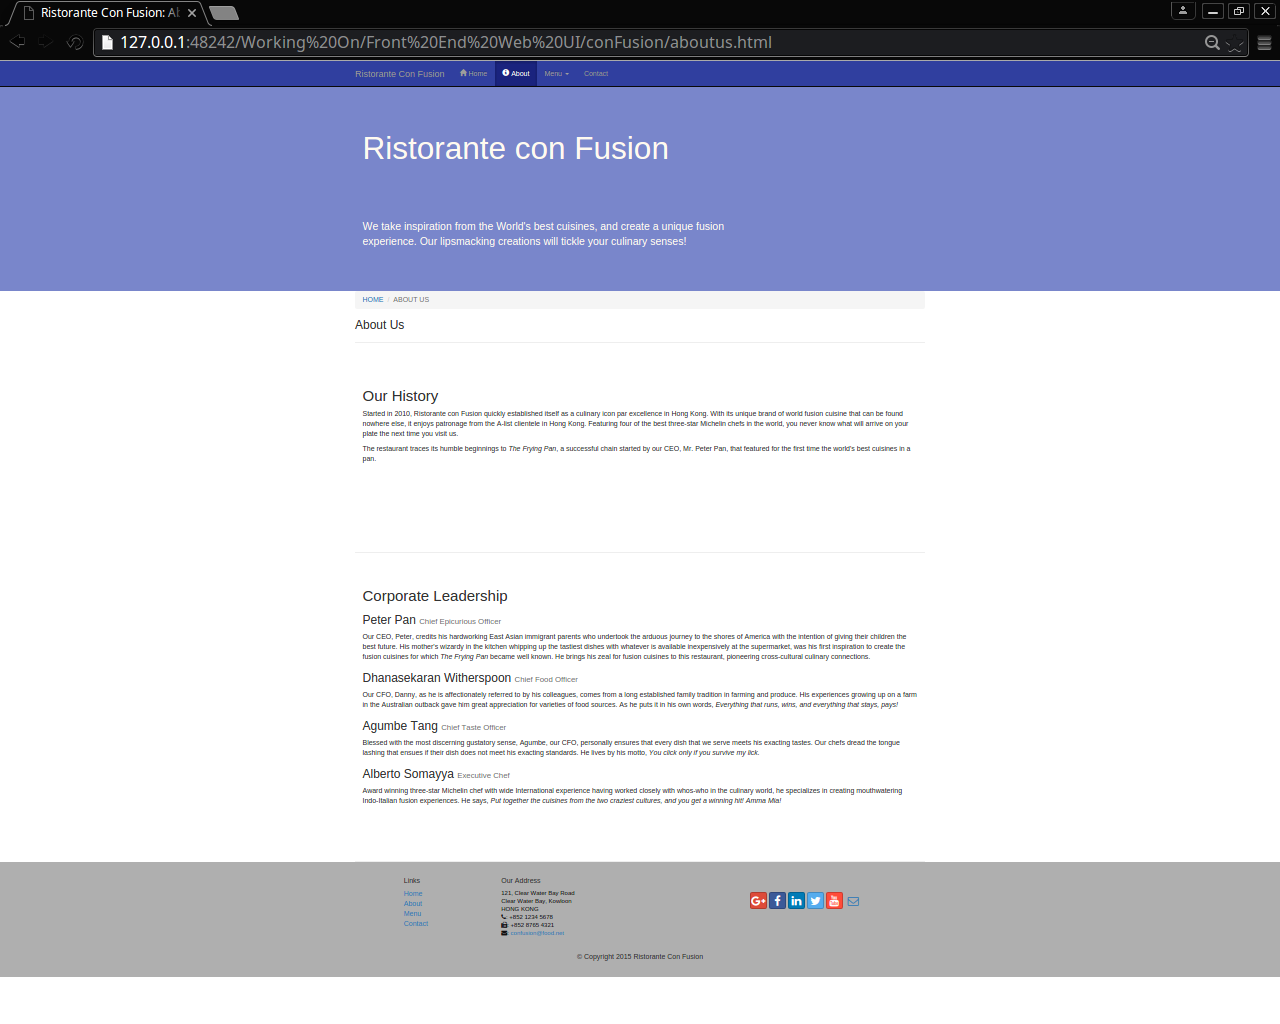 Ristorante Con Fusion: Ab
127.0.0.1:48242/Working%20On/Front%20End%20Web%20UI/conFusion/aboutus.html
Ristorante Con Fusion Home About Menu Contact
Ristorante con Fusion
We take inspiration from the World's best cuisines, and create a unique fusion
experience. Our lipsmacking creations will tickle your culinary senses!
HOME / ABOUT US
About Us
Our History
Started in 2010, Ristorante con Fusion quickly established itself as a culinary icon par excellence in Hong Kong. With its unique brand of world fusion cuisine that can be found
nowhere else, it enjoys patronage from the A-list clientele in Hong Kong. Featuring four of the best three-star Michelin chefs in the world, you never know what will arrive on your
plate the next time you visit us.
The restaurant traces its humble beginnings to The Frying Pan, a successful chain started by our CEO, Mr. Peter Pan, that featured for the first time the world's best cuisines in a
pan.
Corporate Leadership
Peter Pan Chief Epicurious Officer
Our CEO, Peter, credits his hardworking East Asian immigrant parents who undertook the arduous journey to the shores of America with the intention of giving their children the
best future. His mother's wizardy in the kitchen whipping up the tastiest dishes with whatever is available inexpensively at the supermarket, was his first inspiration to create the
fusion cuisines for which The Frying Pan became well known. He brings his zeal for fusion cuisines to this restaurant, pioneering cross-cultural culinary connections.
Dhanasekaran Witherspoon Chief Food Officer
Our CFO, Danny, as he is affectionately referred to by his colleagues, comes from a long established family tradition in farming and produce. His experiences growing up on a farm
in the Australian outback gave him great appreciation for varieties of food sources. As he puts it in his own words, Everything that runs, wins, and everything that stays, pays!
Agumbe Tang Chief Taste Officer
Blessed with the most discerning gustatory sense, Agumbe, our CFO, personally ensures that every dish that we serve meets his exacting tastes. Our chefs dread the tongue
lashing that ensues if their dish does not meet his exacting standards. He lives by his motto, You click only if you survive my lick.
Alberto Somayya Executive Chef
Award winning three-star Michelin chef with wide International experience having worked closely with whos-who in the culinary world, he specializes in creating mouthwatering
Indo-Italian fusion experiences. He says, Put together the cuisines from the two craziest cultures, and you get a winning hit! Amma Mia!
Links
Home
About
Menu
Contact
Our Address
121, Clear Water Bay Road
Clear Water Bay, Kowloon
HONG KONG
: +852 1234 5678
: +852 8765 4321
: confusion@food.net
© Copyright 2015 Ristorante Con Fusion